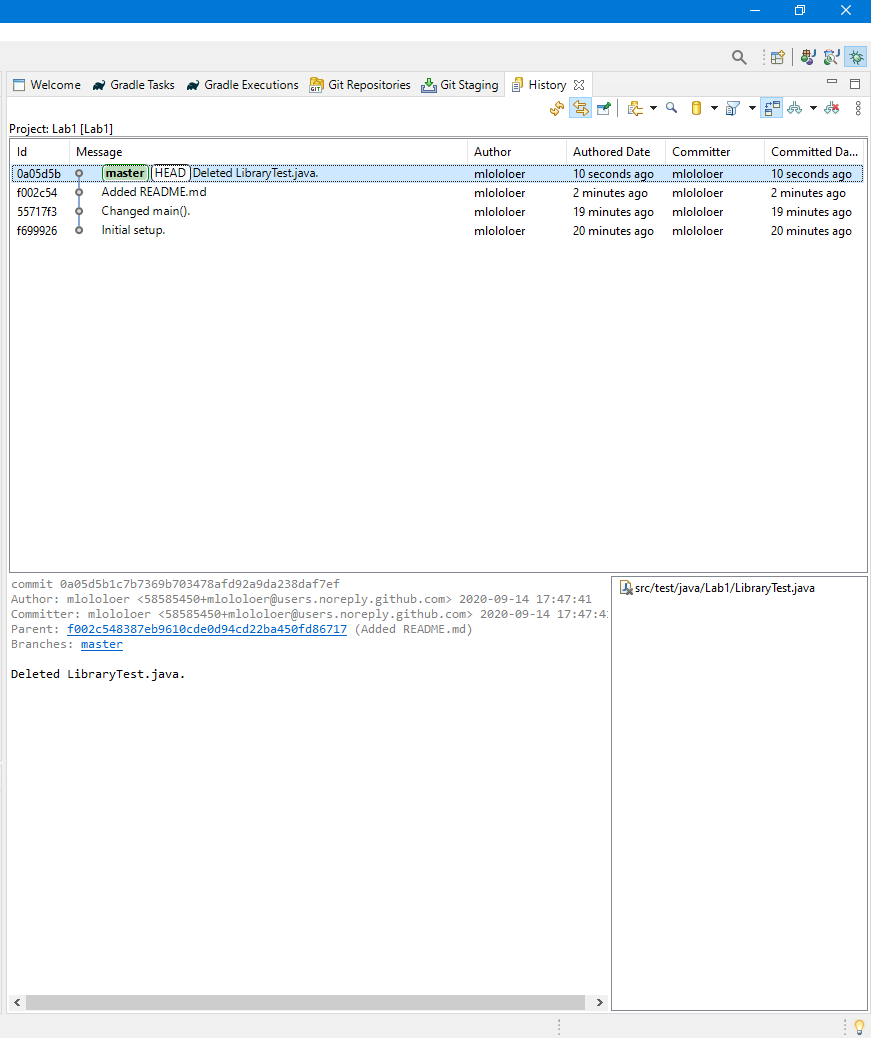 Welcome Gradle Tasks Gradle Executions Git Repositories Git Staging History
Project: Lab1 [Lab1]
Id Message Author Authored Date Committer Committed Da...
0a05d5b master HEAD Deleted LibraryTest.java. mlololoer 10 seconds ago mlololoer 10 seconds ago
f002c54 Added README.md mlololoer 2 minutes ago mlololoer 2 minutes ago
55717f3 Changed main(). mlololoer 19 minutes ago mlololoer 19 minutes ago
f699926 Initial setup. mlololoer 20 minutes ago mlololoer 20 minutes ago
commit 0a05d5b1c7b7369b703478afd92a9da238daf7ef
Author: mlololoer <58585450+mlololoer@users.noreply.github.com> 2020-09-14 17:47:41
Committer: mlololoer <58585450+mlololoer@users.noreply.github.com> 2020-09-14 17:47:41
Parent: f002c548387eb9610cde0d94cd22ba450fd86717 (Added README.md)
Branches: master
Deleted LibraryTest.java.
src/test/java/Lab1/LibraryTest.java